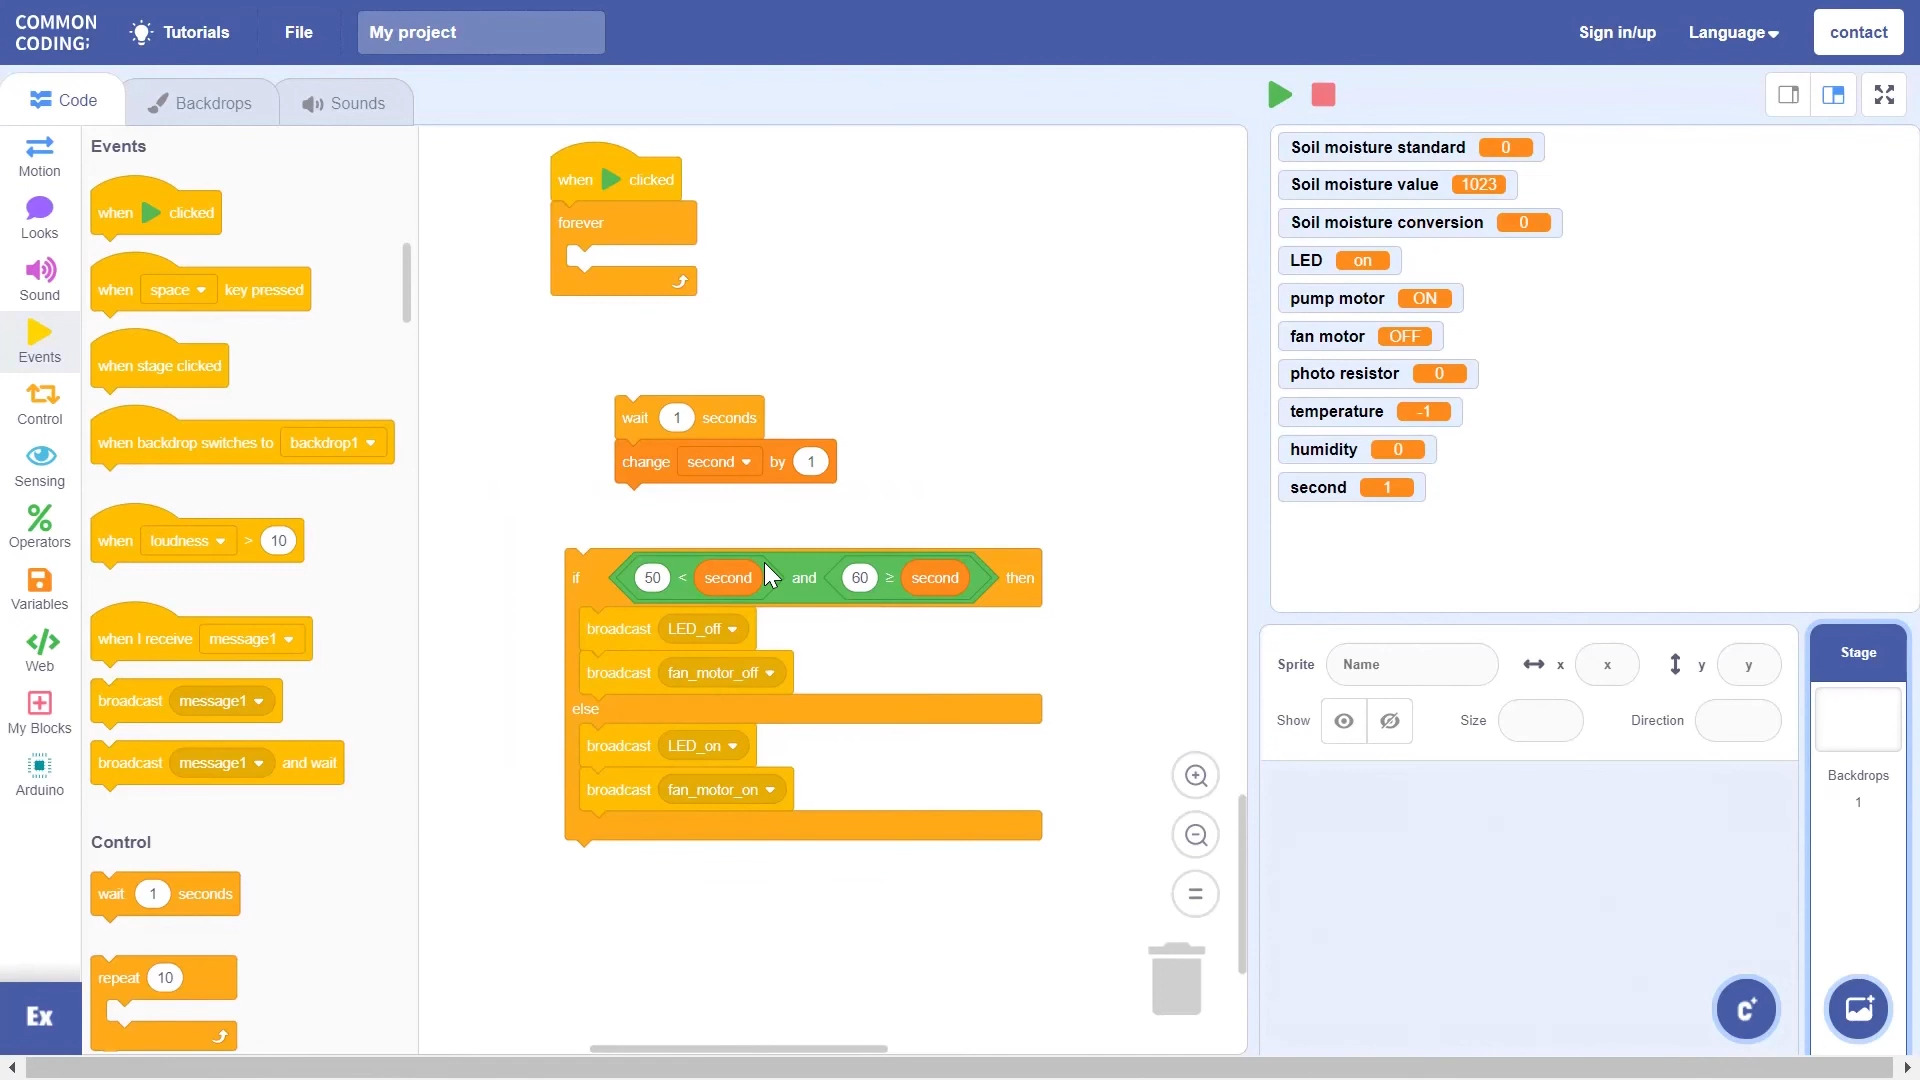 COMMON
CODING;
Tutorials
File
My project
Sign in/up
Language
contact
Code
Backdrops
Sounds
Motion
Looks
Sound
Events
Control
Sensing
Operators
Variables
Web
My Blocks
Arduino
Ex
Events
when clicked
when space key pressed
when stage clicked
when backdrop switches to backdrop1
when loudness > 10
when I receive message1
broadcast message1
broadcast message1 and wait
Control
wait 1 seconds
repeat 10
when clicked
forever
wait 1 seconds
change second by 1
if 50 < second and 60 ≥ second then
broadcast LED_off
broadcast fan_motor_off
else
broadcast LED_on
broadcast fan_motor_on
Soil moisture standard 0
Soil moisture value 1023
Soil moisture conversion 0
LED on
pump motor ON
fan motor OFF
photo resistor 0
temperature -1
humidity 0
second 1
Sprite Name x x y y
Show Size Direction
Stage
Backdrops
1